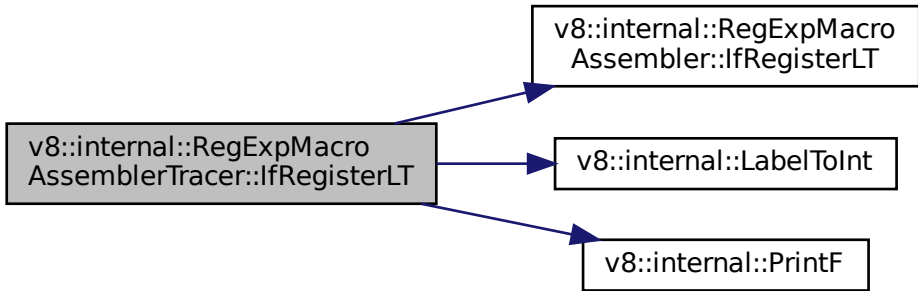 v8::internal::RegExpMacro
AssemblerTracer::IfRegisterLT
v8::internal::RegExpMacro
Assembler::IfRegisterLT
v8::internal::LabelToInt
v8::internal::PrintF